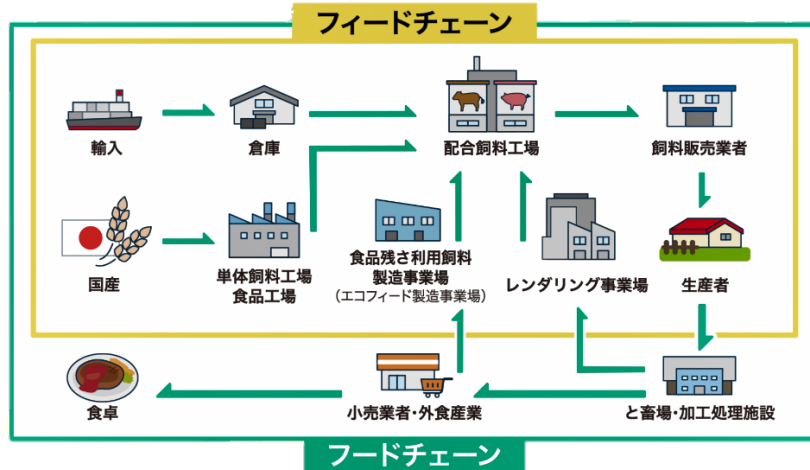 フィードチェーン
輸入
倉庫
配合飼料工場
飼料販売業者
国産
単体飼料工場
食品工場
食品残さ利用飼料
製造事業場
(エコフィード製造事業場)
レンダリング事業場
生産者
食卓
小売業者・外食産業
と畜場・加工処理施設
フードチェーン